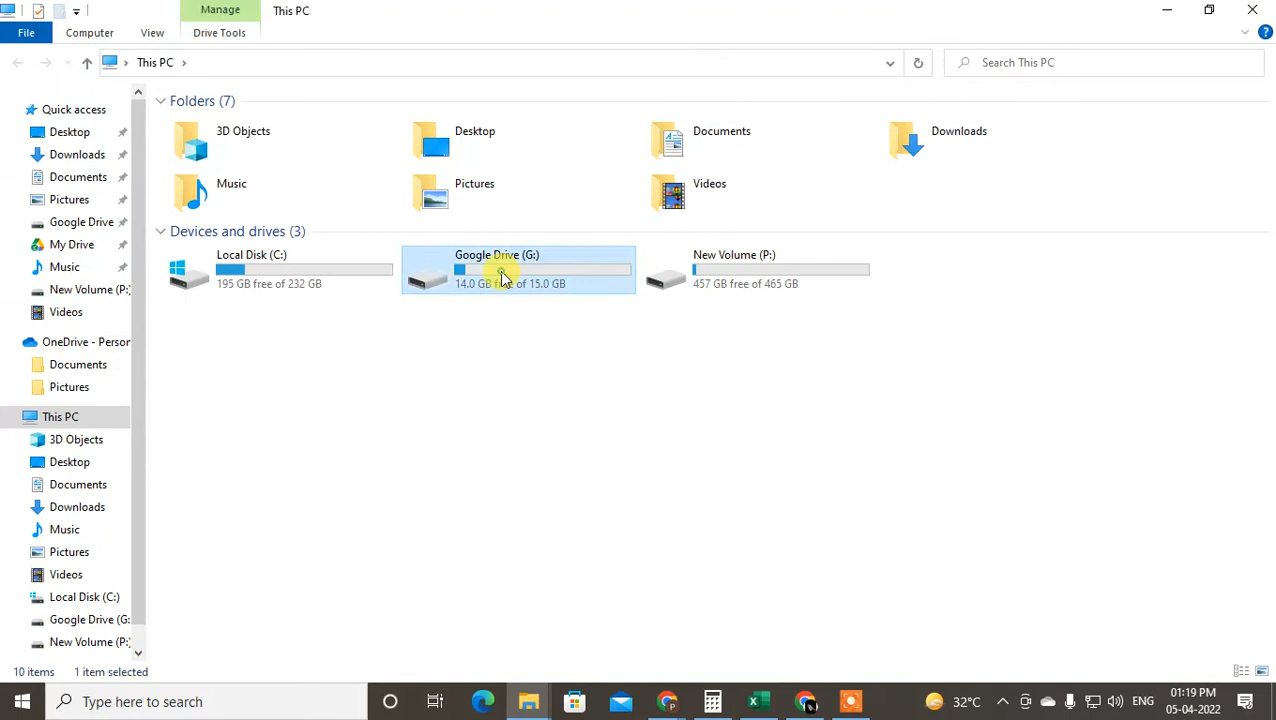 Manage
This PC
File
Computer
View
Drive Tools
This PC
Search This PC
Quick access
Desktop
Downloads
Documents
Pictures
Google Drive
My Drive
Music
New Volume (P:)
Videos
OneDrive - Person
Documents
Pictures
This PC
3D Objects
Desktop
Documents
Downloads
Music
Pictures
Videos
Local Disk (C:)
Google Drive (G:
New Volume (P:)
Folders (7)
3D Objects
Desktop
Documents
Downloads
Music
Pictures
Videos
Devices and drives (3)
Local Disk (C:)
195 GB free of 232 GB
Google Drive (G:)
14.0 GB free of 15.0 GB
New Volume (P:)
457 GB free of 465 GB
10 items
1 item selected
Type here to search
32°C
ENG
01:19 PM
05-04-2022